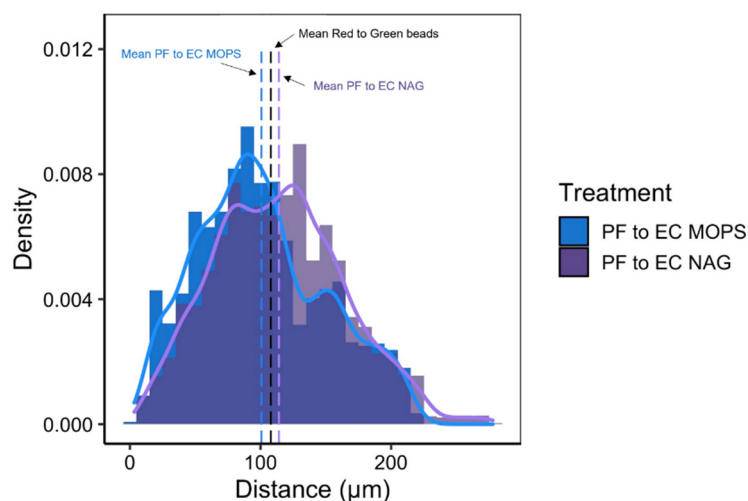 Mean Red to Green beads
Mean PF to EC MOPS
Mean PF to EC NAG
0.012
0.008
0.004
0.000
Density
0
100
200
Distance (µm)
Treatment
PF to EC MOPS
PF to EC NAG